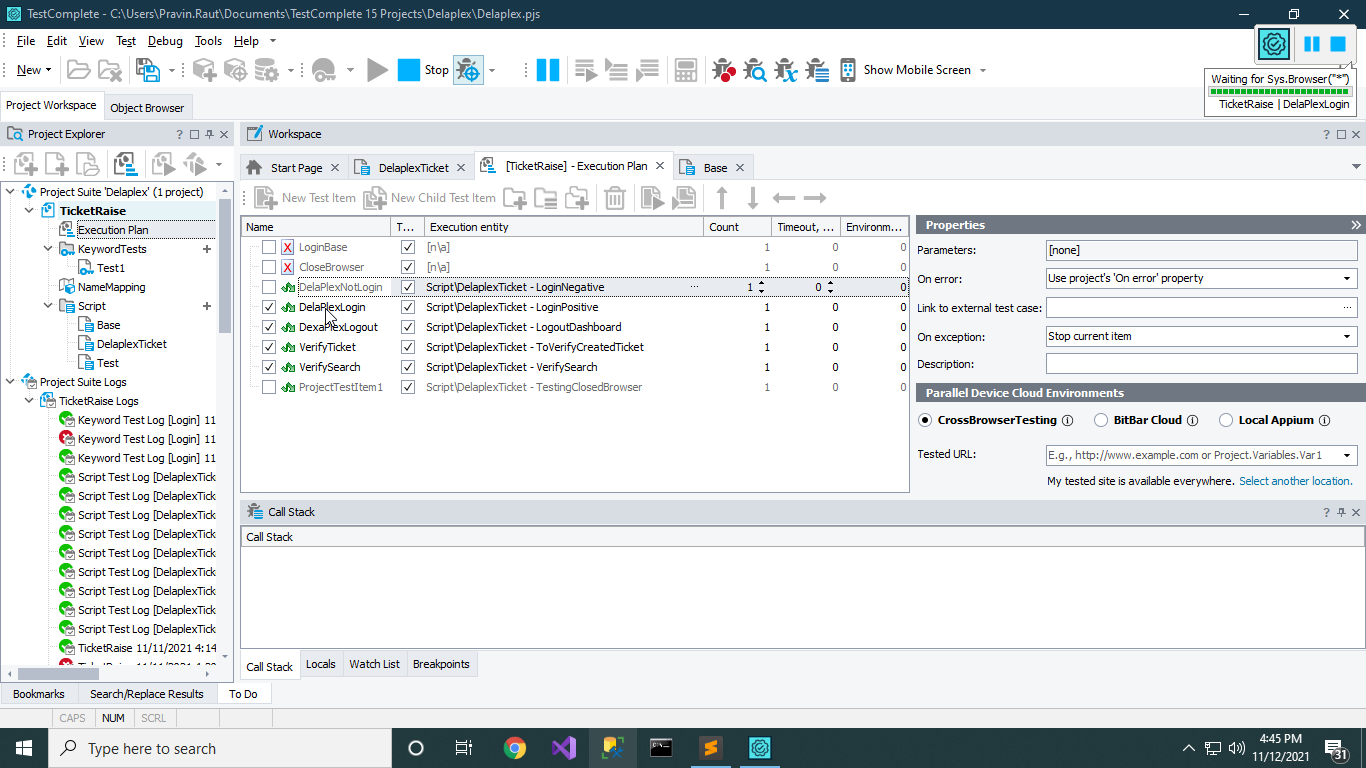 TestComplete - C:\Users\Pravin.Raut\Documents\TestComplete 15 Projects\Delaplex\Delaplex.pjs
File Edit View Test Debug Tools Help
New Stop Show Mobile Screen
Waiting for Sys.Browser("*")
TicketRaise | DelaPlexLogin
Project Workspace Object Browser
Project Explorer
Workspace
Start Page DelaplexTicket [TicketRaise] - Execution Plan Base
New Test Item New Child Test Item
Project Suite 'Delaplex' (1 project)
TicketRaise
Execution Plan
KeywordTests
Test1
NameMapping
Script
Base
DelaplexTicket
Test
Project Suite Logs
TicketRaise Logs
Keyword Test Log [Login] 11
Keyword Test Log [Login] 11
Keyword Test Log [Login] 11
Script Test Log [DelaplexTick
Script Test Log [DelaplexTick
Script Test Log [DelaplexTick
Script Test Log [DelaplexTick
Script Test Log [DelaplexTick
Script Test Log [DelaplexTick
Script Test Log [DelaplexTick
Script Test Log [DelaplexTick
Script Test Log [DelaplexTick
TicketRaise 11/11/2021 4:14
Name T... Execution entity Count Timeout, ... Environm...
LoginBase [n\a] 1 0 0
CloseBrowser [n\a] 1 0 0
DelaPlexNotLogin Script\DelaplexTicket - LoginNegative ... 1 0 0
DelaPlexLogin Script\DelaplexTicket - LoginPositive 1 0 0
DexaPlexLogout Script\DelaplexTicket - LogoutDashboard 1 0 0
VerifyTicket Script\DelaplexTicket - ToVerifyCreatedTicket 1 0 0
VerifySearch Script\DelaplexTicket - VerifySearch 1 0 0
ProjectTestItem1 Script\DelaplexTicket - TestingClosedBrowser 1 0 0
Properties
Parameters: [none]
On error: Use project's 'On error' property
Link to external test case: ...
On exception: Stop current item
Description:
Parallel Device Cloud Environments
CrossBrowserTesting BitBar Cloud Local Appium
Tested URL: E.g., http://www.example.com or Project.Variables.Var1
My tested site is available everywhere. Select another location.
Call Stack
Call Stack
Call Stack Locals Watch List Breakpoints
Bookmarks Search/Replace Results To Do
CAPS NUM SCRL
Type here to search
4:45 PM
11/12/2021
31